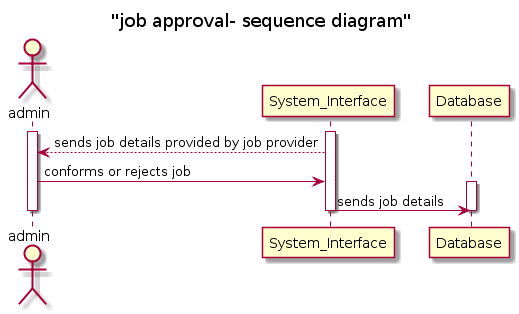 "job approval- sequence diagram"
admin
System_Interface
Database
sends job details provided by job provider
conforms or rejects job
sends job details
admin
System_Interface
Database